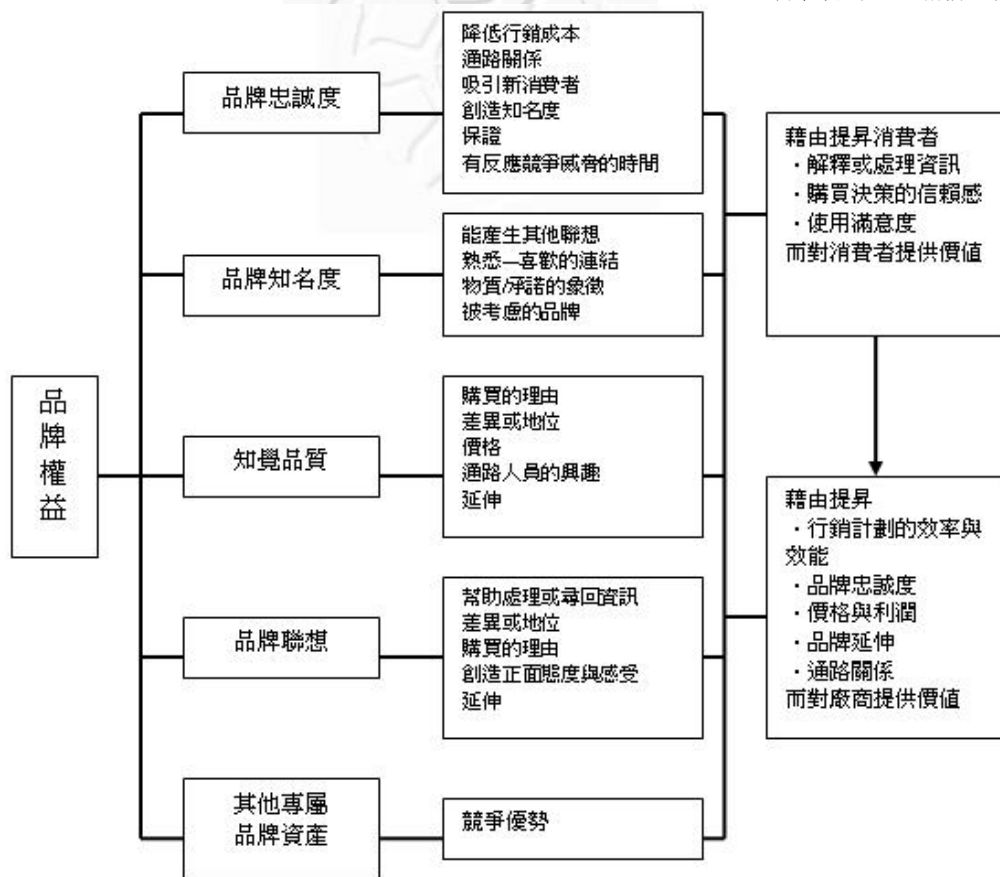 品牌權益
品牌忠誠度
降低行銷成本
通路關係
吸引新消費者
創造知名度
保證
有反應競爭威脅的時間
品牌知名度
能產生其他聯想
熟悉—喜歡的連結
物質/承諾的象徵
被考慮的品牌
知覺品質
購買的理由
差異或地位
價格
通路人員的興趣
延伸
品牌聯想
幫助處理或尋回資訊
差異或地位
購買的理由
創造正面態度與感受
延伸
其他專屬
品牌資產
競爭優勢
藉由提昇消費者
・解釋或處理資訊
・購買決策的信賴感
・使用滿意度
而對消費者提供價值
藉由提昇
・行銷計劃的效率與
效能
・品牌忠誠度
・價格與利潤
・品牌延伸
・通路關係
而對廠商提供價值